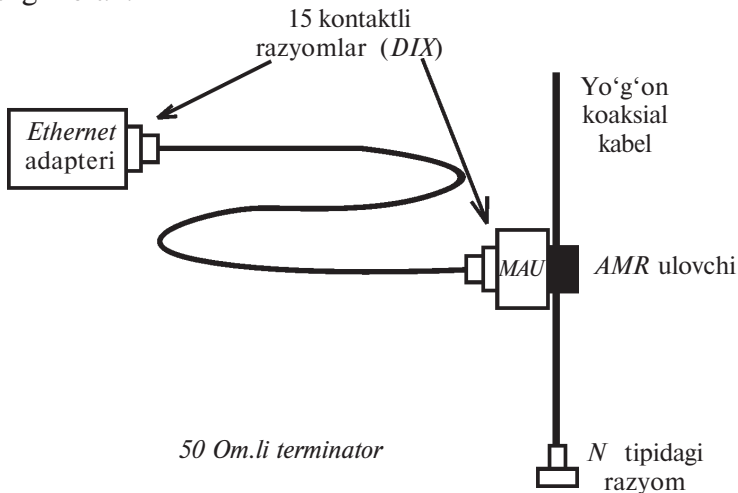 15 kontaktli
razyomlar (DIX)
Yo‘g‘on
koaksial
kabel
Ethernet
adapteri
MAU
AMR ulovchi
50 Om.li terminator
N tipidagi
razyom